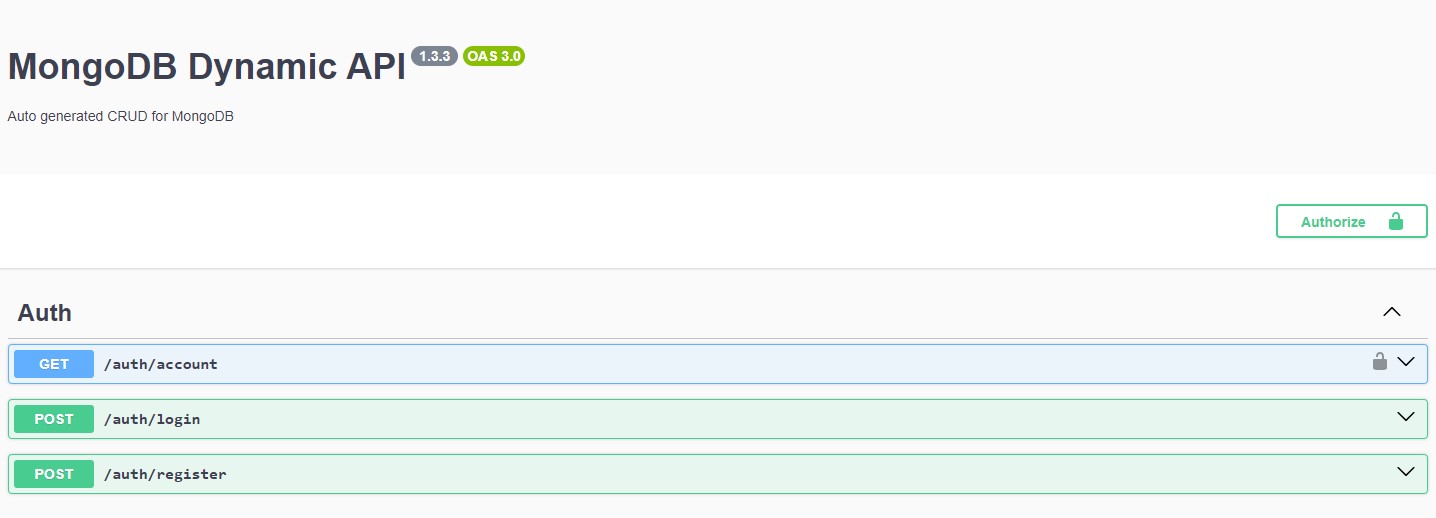 MongoDB Dynamic API 1.3.3 OAS 3.0
Auto generated CRUD for MongoDB
Authorize
Auth
GET /auth/account
POST /auth/login
POST /auth/register